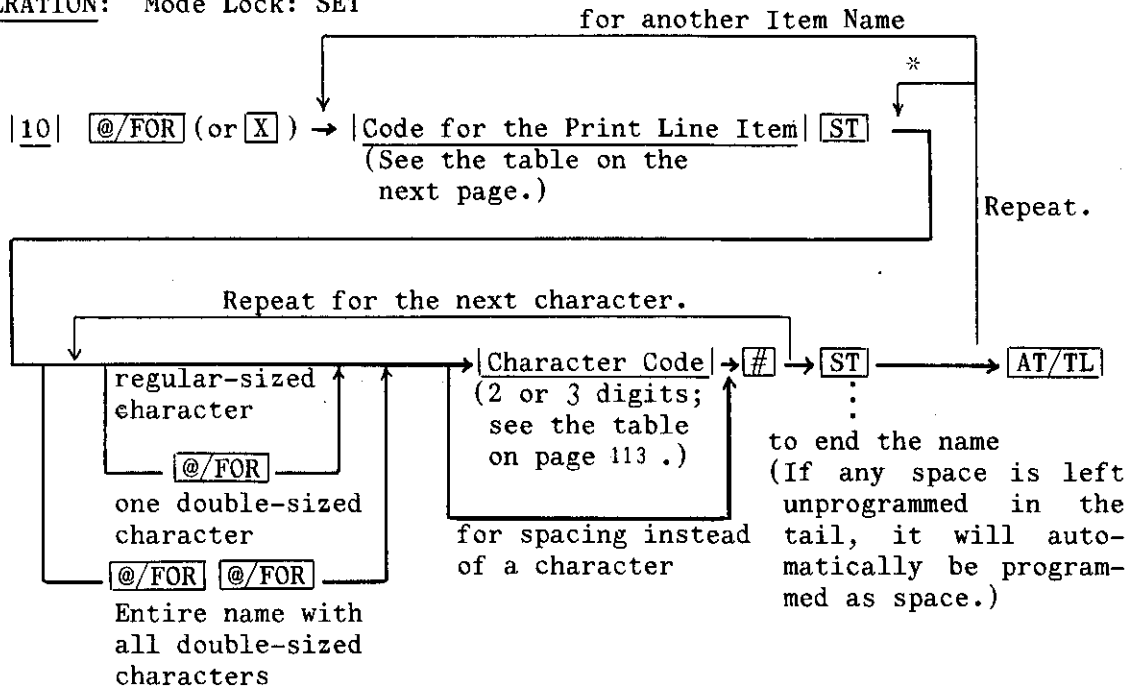 ERATION: Mode Lock: SET
for another Item Name
*
|10| @/FOR (or X) → |Code for the Print Line Item| ST
(See the table on the
next page.)
Repeat.
Repeat for the next character.
|Character Code| → # → ST → AT/TL
regular-sized
character
(2 or 3 digits;
see the table
on page 113 .)
@/FOR
one double-sized
character
for spacing instead
of a character
to end the name
(If any space is left
unprogrammed in the
tail, it will auto-
matically be program-
med as space.)
@/FOR @/FOR
Entire name with
all double-sized
characters